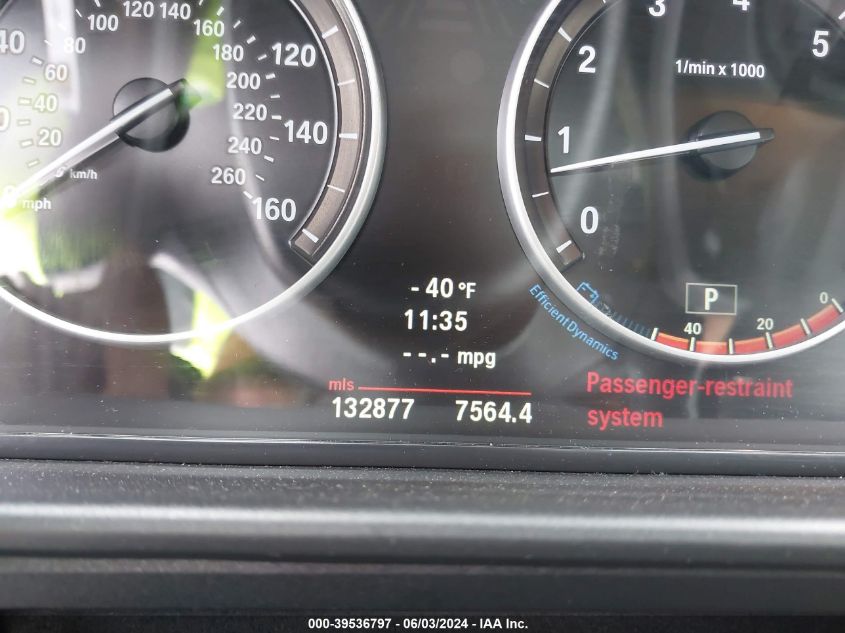 40 80 100 120 140 160 180 200 220 240 260
60
40
20
km/h
mph
120
140
160
0 1 2 3 4 5
1/min x 1000
- 40 °F
11:35
--.- mpg
mls
132877 7564.4
EfficientDynamics
P
40 20 0
Passenger-restraint
system
000-39536797 - 06/03/2024 - IAA Inc.